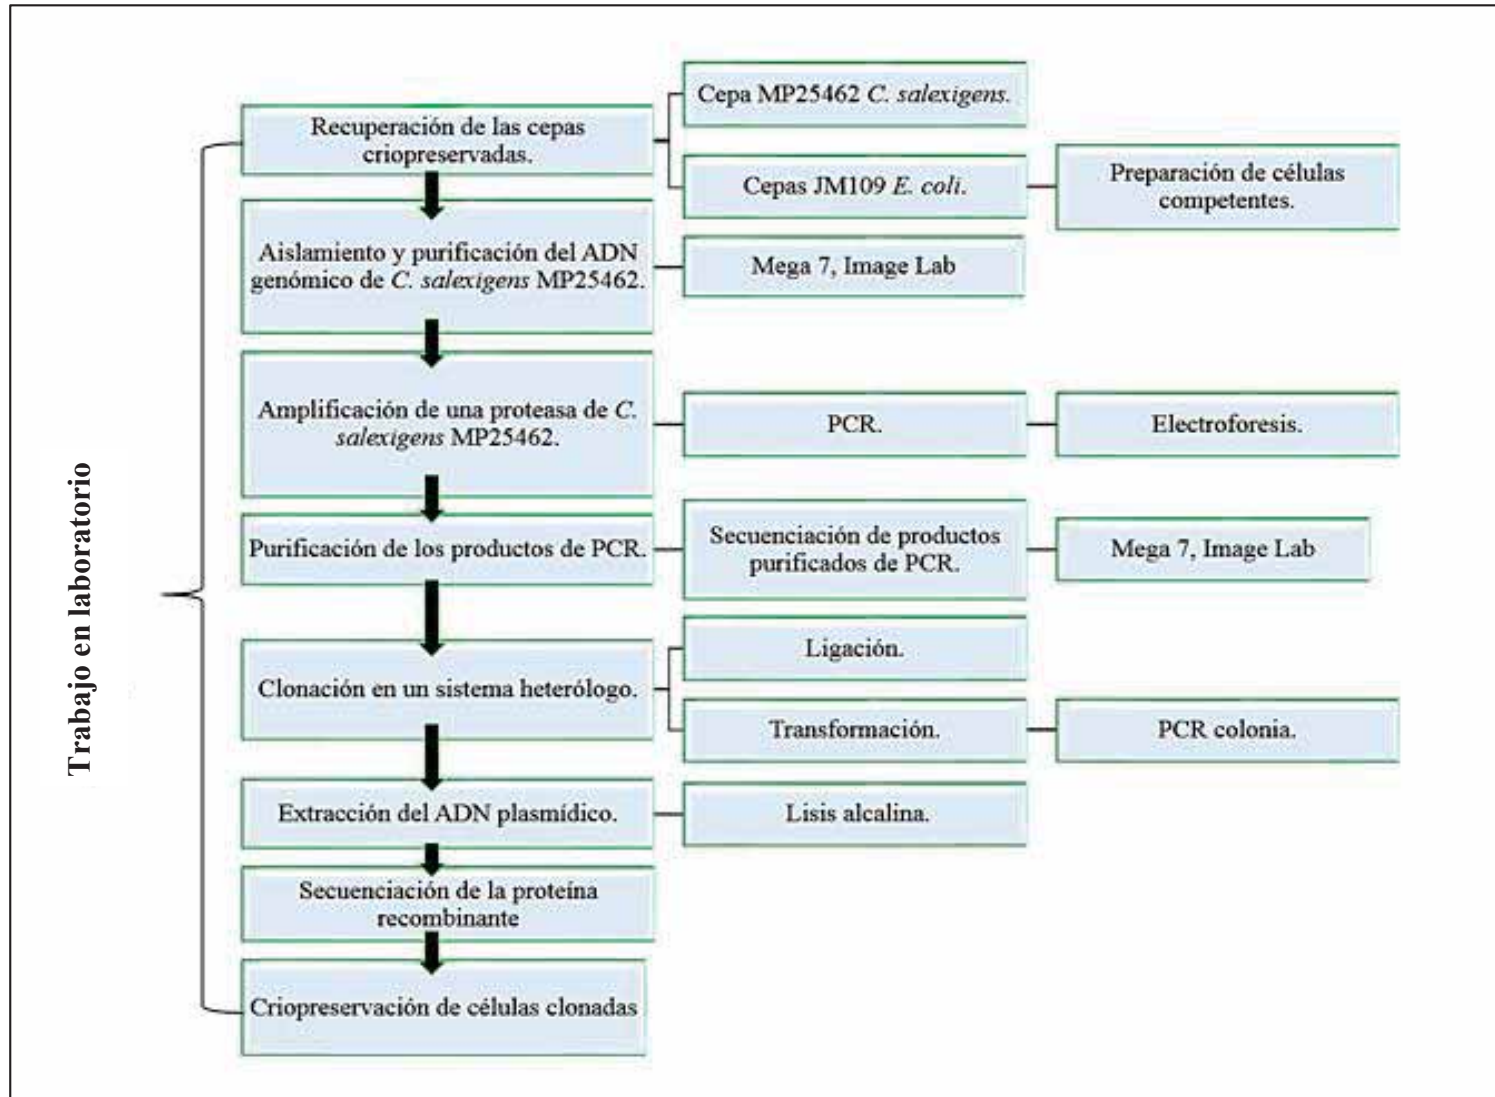 Trabajo en laboratorio
Recuperación de las cepas
criopreservadas.
Cepa MP25462 C. salexigens.
Cepas JM109 E. coli.
Preparación de células
competentes.
Aislamiento y purificación del ADN
genómico de C. salexigens MP25462.
Mega 7, Image Lab
Amplificación de una proteasa de C.
salexigens MP25462.
PCR.
Electroforesis.
Purificación de los productos de PCR.
Secuenciación de productos
purificados de PCR.
Mega 7, Image Lab
Clonación en un sistema heterólogo.
Ligación.
Transformación.
PCR colonia.
Extracción del ADN plasmídico.
Lisis alcalina.
Secuenciación de la proteína
recombinante
Criopreservación de células clonadas